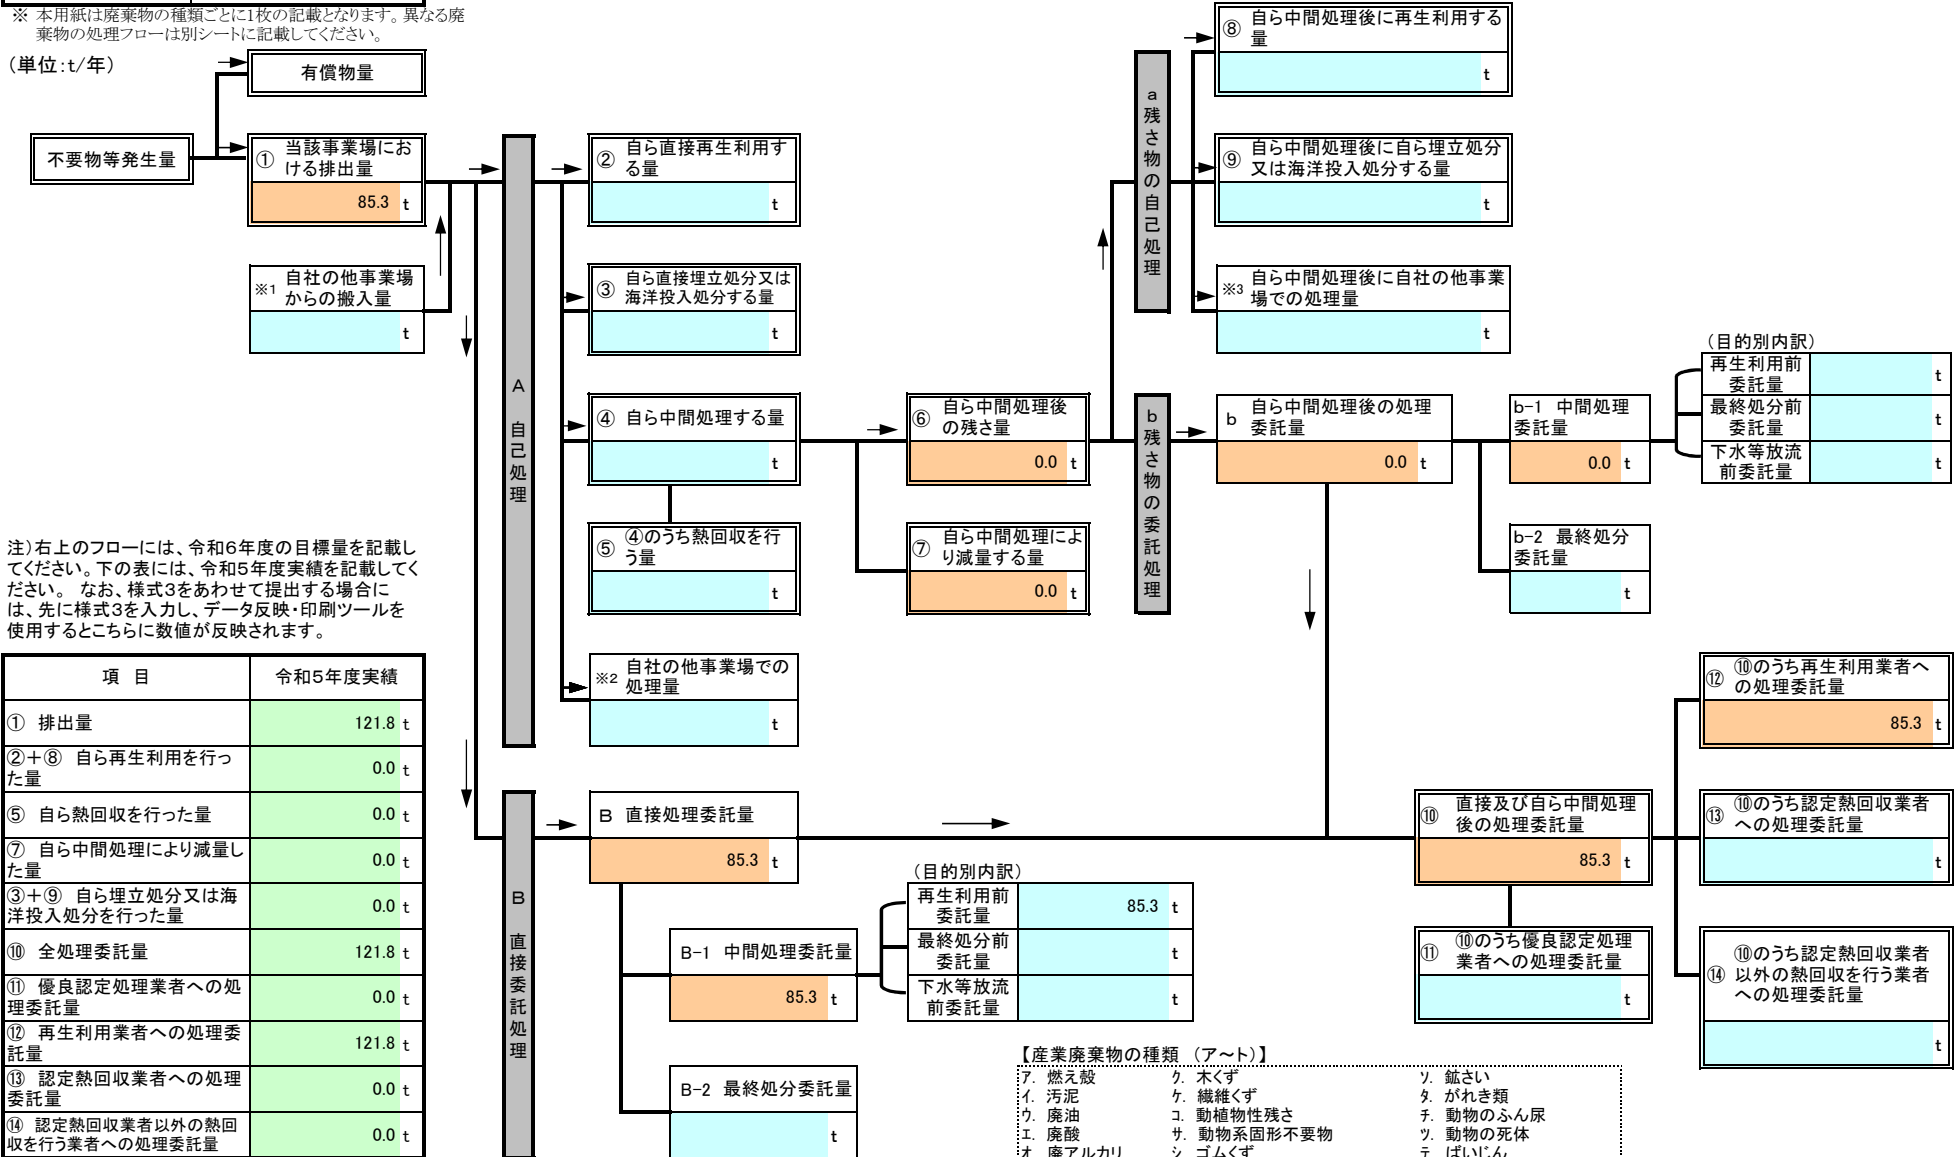 ※ 本用紙は廃棄物の種類ごとに1枚の記載となります。異なる廃
棄物の処理フローは別シートに記載してください。
(単位:t/年)
有償物量
不要物等発生量
① 当該事業場にお
ける排出量
85.3 t
※1 自社の他事業場
からの搬入量
t
A 自己処理
② 自ら直接再生利用す
る量
t
③ 自ら直接埋立処分又は
海洋投入処分する量
t
④ 自ら中間処理する量
t
⑤ ④のうち熱回収を行
う量
t
※2 自社の他事業場での
処理量
t
⑥ 自ら中間処理後
の残さ量
0.0 t
⑦ 自ら中間処理によ
り減量する量
0.0 t
a残さ物の自己処理
⑧ 自ら中間処理後に再生利用する
量
t
⑨ 自ら中間処理後に自ら埋立処分
又は海洋投入処分する量
t
※3 自ら中間処理後に自社の他事業
場での処理量
t
b残さ物の委託処理
b 自ら中間処理後の処理
委託量
0.0 t
b-1 中間処理
委託量
0.0 t
b-2 最終処分
委託量
t
(目的別内訳)
再生利用前
委託量
t
最終処分前
委託量
t
下水等放流
前委託量
t
注)右上のフローには、令和6年度の目標量を記載し
てください。下の表には、令和5年度実績を記載してく
ださい。 なお、様式3をあわせて提出する場合に
は、先に様式3を入力し、データ反映・印刷ツールを
使用するとこちらに数値が反映されます。
項 目 令和5年度実績
① 排出量 121.8 t
②+⑧ 自ら再生利用を行っ
た量 0.0 t
⑤ 自ら熱回収を行った量 0.0 t
⑦ 自ら中間処理により減量し
た量 0.0 t
③+⑨ 自ら埋立処分又は海
洋投入処分を行った量 0.0 t
⑩ 全処理委託量 121.8 t
⑪ 優良認定処理業者への処
理委託量 0.0 t
⑫ 再生利用業者への処理委
託量 121.8 t
⑬ 認定熱回収業者への処理
委託量 0.0 t
⑭ 認定熱回収業者以外の熱回
収を行う業者への処理委託量 0.0 t
B 直接委託処理
B 直接処理委託量
85.3 t
B-1 中間処理委託量
85.3 t
B-2 最終処分委託量
t
(目的別内訳)
再生利用前
委託量
85.3 t
最終処分前
委託量
t
下水等放流
前委託量
t
⑩ 直接及び自ら中間処理
後の処理委託量
85.3 t
⑪ ⑩のうち優良認定処理
業者への処理委託量
t
⑫ ⑩のうち再生利用業者へ
の処理委託量
85.3 t
⑬ ⑩のうち認定熱回収業者
への処理委託量
t
⑭ ⑩のうち認定熱回収業者
以外の熱回収を行う業者
への処理委託量
t
【産業廃棄物の種類 (ア～ト)】
ア. 燃え殻 ク. 木くず ソ. 鉱さい
イ. 汚泥 ケ. 繊維くず タ. がれき類
ウ. 廃油 コ. 動植物性残さ チ. 動物のふん尿
エ. 廃酸 サ. 動物系固形不要物 ツ. 動物の死体
オ. 廃アルカリ シ. ゴムくず テ. ばいじん